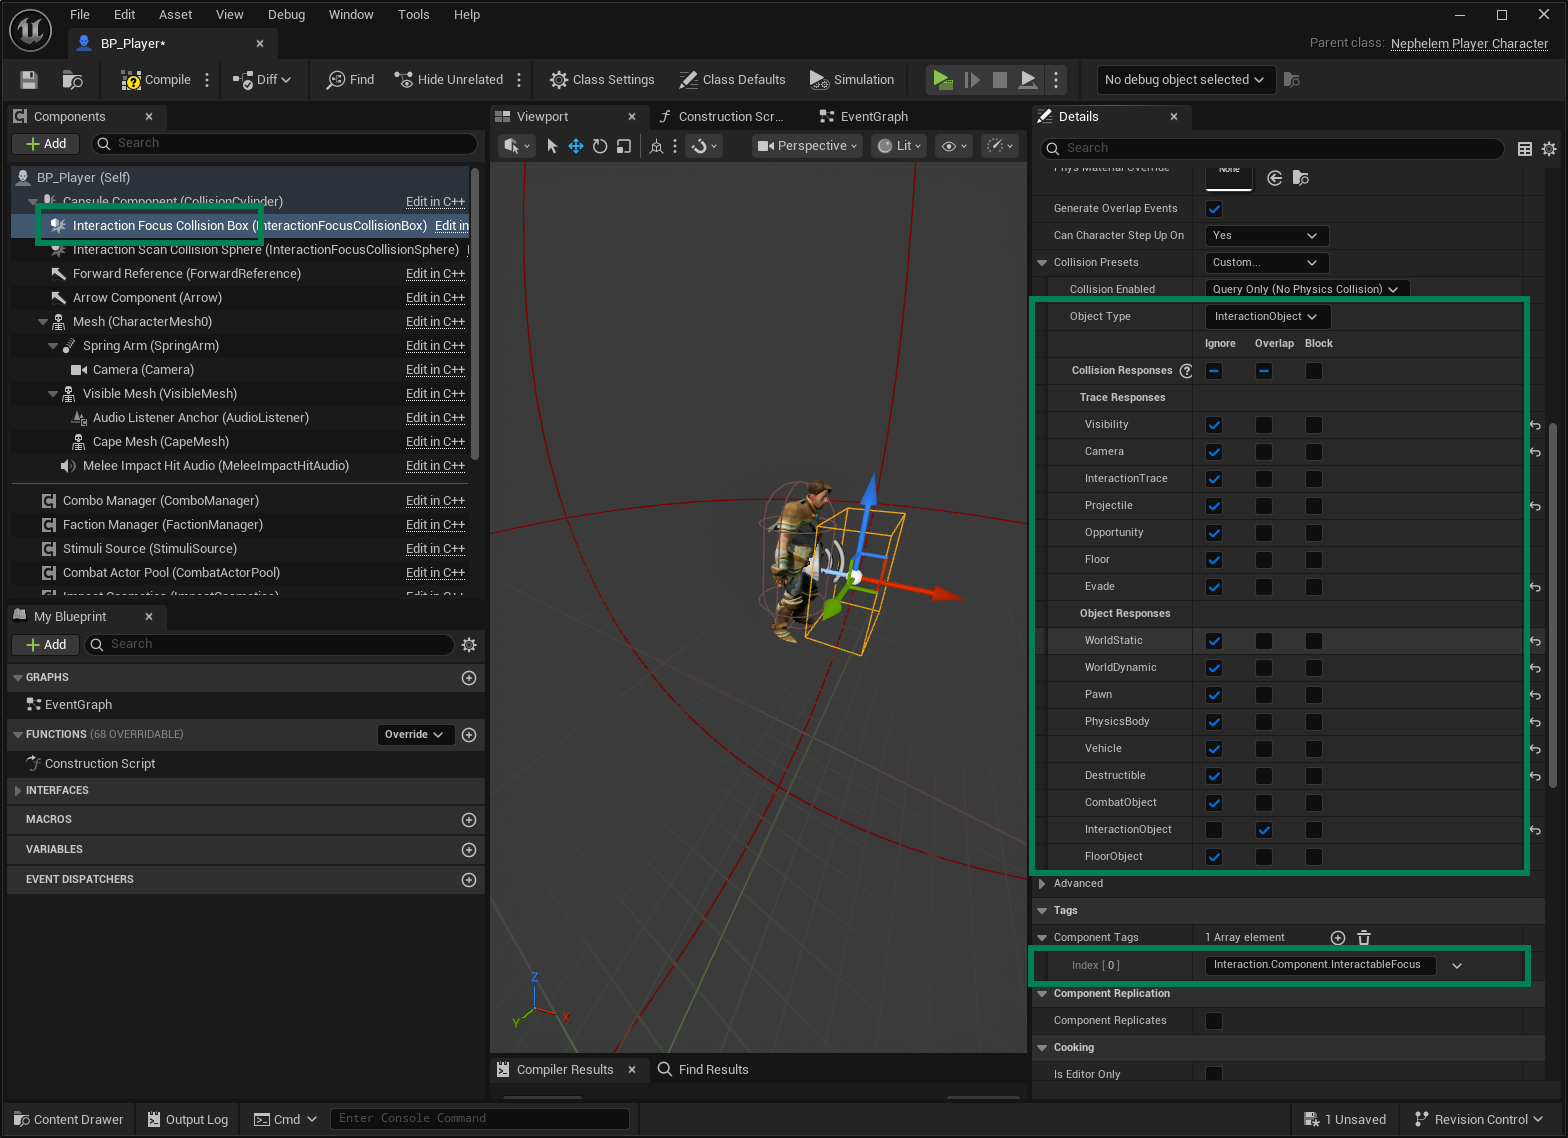 File Edit Asset View Debug Window Tools Help
BP_Player*
Parent class: Nephelem Player Character
Compile Diff Find Hide Unrelated Class Settings Class Defaults Simulation No debug object selected
Components
Add Search
BP_Player (Self)
Capsule Component (CollisionCylinder) Edit in C++
Interaction Focus Collision Box (InteractionFocusCollisionBox) Edit in
Interaction Scan Collision Sphere (InteractionFocusCollisionSphere)
Forward Reference (ForwardReference) Edit in C++
Arrow Component (Arrow) Edit in C++
Mesh (CharacterMesh0) Edit in C++
Spring Arm (SpringArm) Edit in C++
Camera (Camera) Edit in C++
Visible Mesh (VisibleMesh) Edit in C++
Audio Listener Anchor (AudioListener) Edit in C++
Cape Mesh (CapeMesh) Edit in C++
Melee Impact Hit Audio (MeleeImpactHitAudio) Edit in C++
Combo Manager (ComboManager) Edit in C++
Faction Manager (FactionManager) Edit in C++
Stimuli Source (StimuliSource) Edit in C++
Combat Actor Pool (CombatActorPool) Edit in C++
Impact Cosmetics (ImpactCosmetics) Edit in C++
My Blueprint
Add Search
GRAPHS
EventGraph
FUNCTIONS (68 OVERRIDABLE) Override
Construction Script
INTERFACES
MACROS
VARIABLES
EVENT DISPATCHERS
Viewport Construction Scr... EventGraph
Perspective Lit
Z
Y X
Compiler Results Find Results
Details
Search
Phys Material Override None
Generate Overlap Events
Can Character Step Up On Yes
Collision Presets Custom...
Collision Enabled Query Only (No Physics Collision)
Object Type InteractionObject
Ignore Overlap Block
Collision Responses
Trace Responses
Visibility
Camera
InteractionTrace
Projectile
Opportunity
Floor
Evade
Object Responses
WorldStatic
WorldDynamic
Pawn
PhysicsBody
Vehicle
Destructible
CombatObject
InteractionObject
FloorObject
Advanced
Tags
Component Tags 1 Array element
Index [ 0 ] Interaction.Component.InteractableFocus
Component Replication
Component Replicates
Cooking
Is Editor Only
Content Drawer Output Log Cmd Enter Console Command 1 Unsaved Revision Control